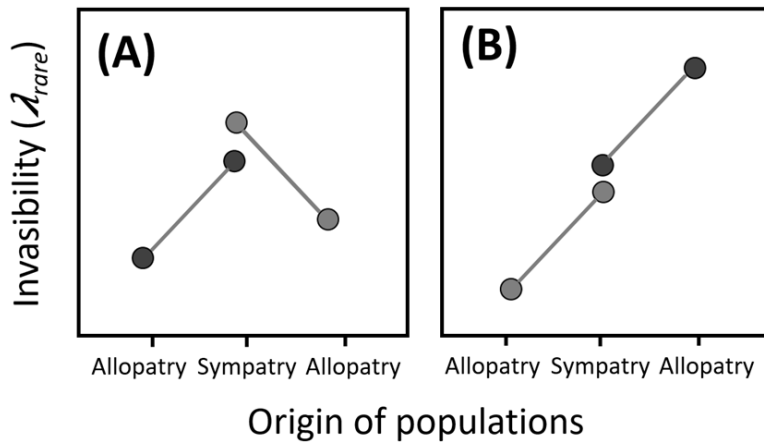 (A)
(B)
Invasibility (λrare)
Allopatry Sympatry Allopatry
Allopatry Sympatry Allopatry
Origin of populations